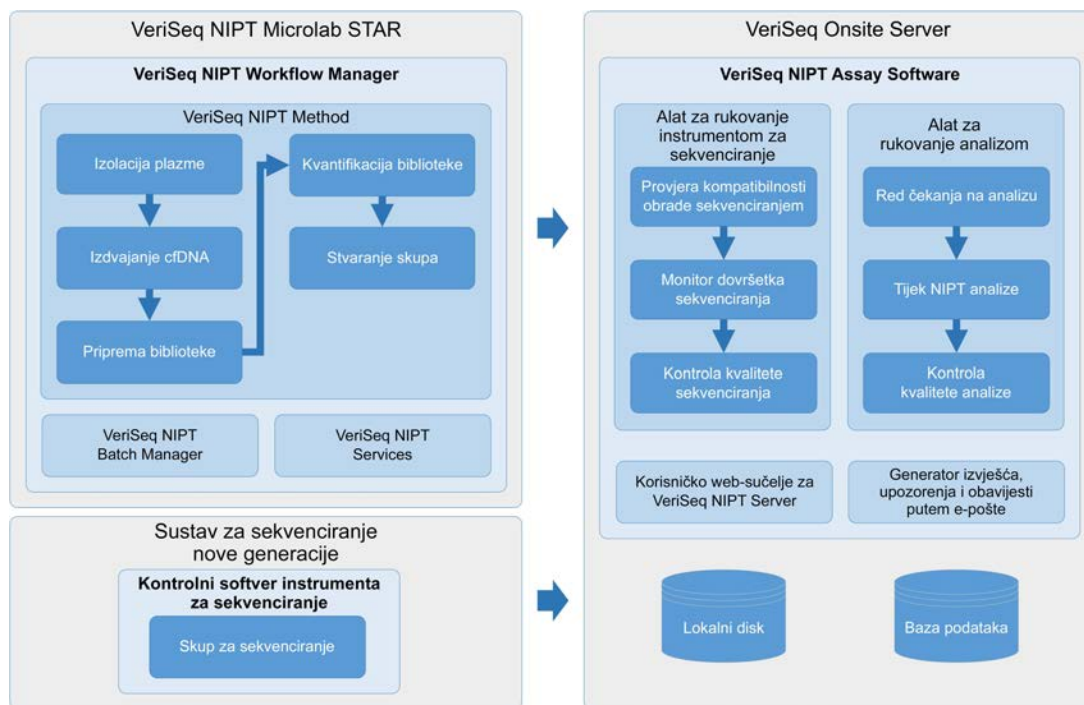 VeriSeq NIPT Microlab STAR
VeriSeq NIPT Workflow Manager
VeriSeq NIPT Method
Izolacija plazme
Izdvajanje cfDNA
Priprema biblioteke
Kvantifikacija biblioteke
Stvaranje skupa
VeriSeq NIPT
Batch Manager
VeriSeq NIPT
Services
Sustav za sekvenciranje
nove generacije
Kontrolni softver instrumenta
za sekvenciranje
Skup za sekvenciranje
VeriSeq Onsite Server
VeriSeq NIPT Assay Software
Alat za rukovanje
instrumentom za
sekvenciranje
Provjera kompatibilnosti
obrade sekvenciranjem
Monitor dovršetka
sekvenciranja
Kontrola kvalitete
sekvenciranja
Alat za
rukovanje analizom
Red čekanja na analizu
Tijek NIPT analize
Kontrola
kvalitete analize
Korisničko web-sučelje za
VeriSeq NIPT Server
Generator izvješća,
upozorenja i obavijesti
putem e-pošte
Lokalni disk
Baza podataka